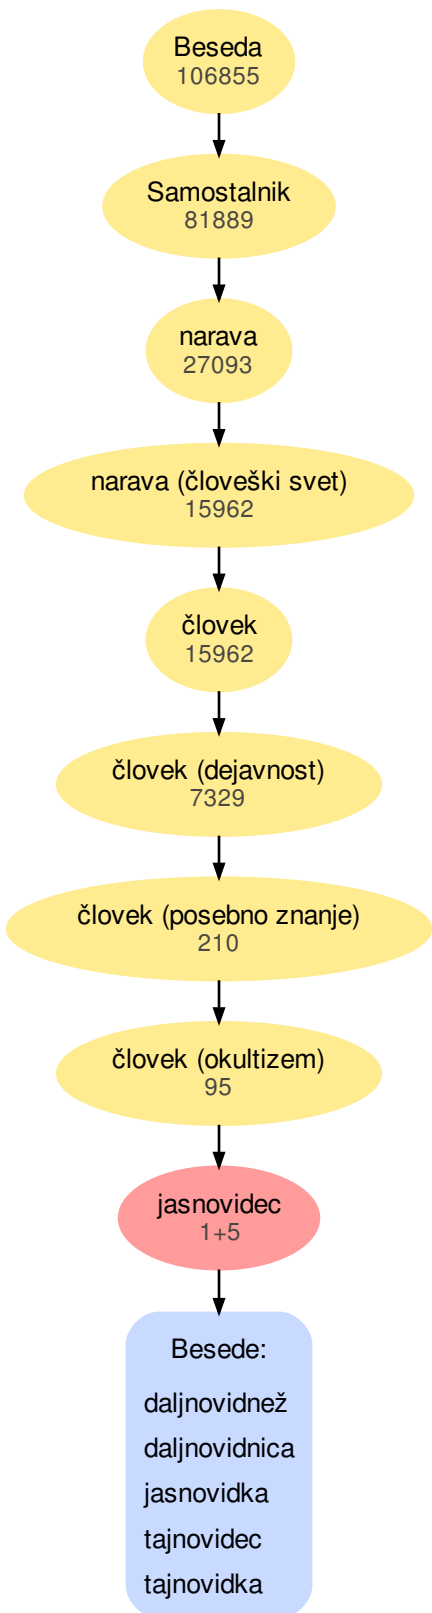 Beseda
106855
Samostalnik
81889
narava
27093
narava (človeški svet)
15962
človek
15962
človek (dejavnost)
7329
človek (posebno znanje)
210
človek (okultizem)
95
jasnovidec
1+5
Besede:
daljnovidnež
daljnovidnica
jasnovidka
tajnovidec
tajnovidka